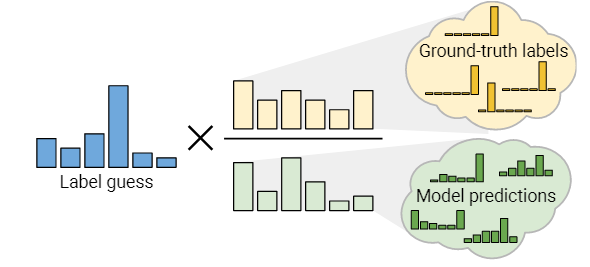 Ground-truth labels
Label guess
Model predictions